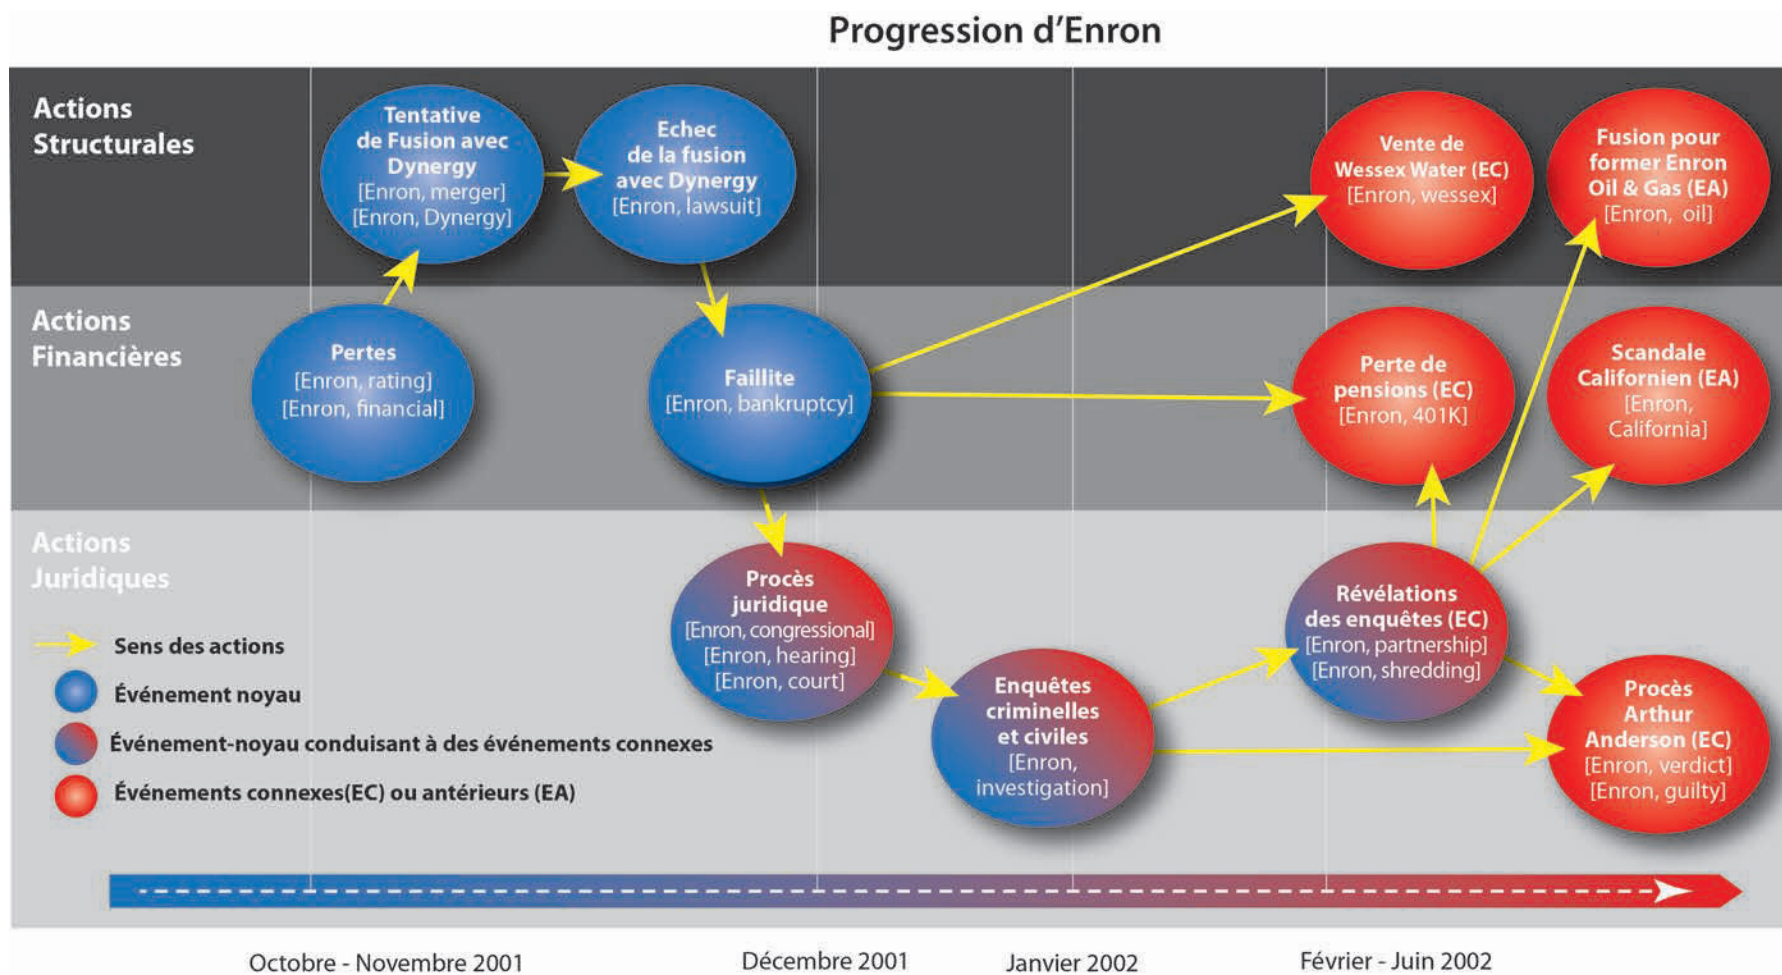 Progression d’Enron
Actions
Structurales
Tentative
de Fusion avec
Dynergy
[Enron, merger]
[Enron, Dynergy]
Echec
de la fusion
avec Dynergy
[Enron, lawsuit]
Vente de
Wessex Water (EC)
[Enron, wessex]
Fusion pour
former Enron
Oil & Gas (EA)
[Enron, oil]
Actions
Financières
Pertes
[Enron, rating]
[Enron, financial]
Faillite
[Enron, bankruptcy]
Perte de
pensions (EC)
[Enron, 401K]
Scandale
Californien (EA)
[Enron,
California]
Actions
Juridiques
Procès
juridique
[Enron, congressional]
[Enron, hearing]
[Enron, court]
Enquêtes
criminelles
et civiles
[Enron,
investigation]
Révélations
des enquêtes (EC)
[Enron, partnership]
[Enron, shredding]
Procès
Arthur
Anderson (EC)
[Enron, verdict]
[Enron, guilty]
Sens des actions
Événement noyau
Événement-noyau conduisant à des événements connexes
Événements connexes(EC) ou antérieurs (EA)
Octobre - Novembre 2001
Décembre 2001
Janvier 2002
Février - Juin 2002